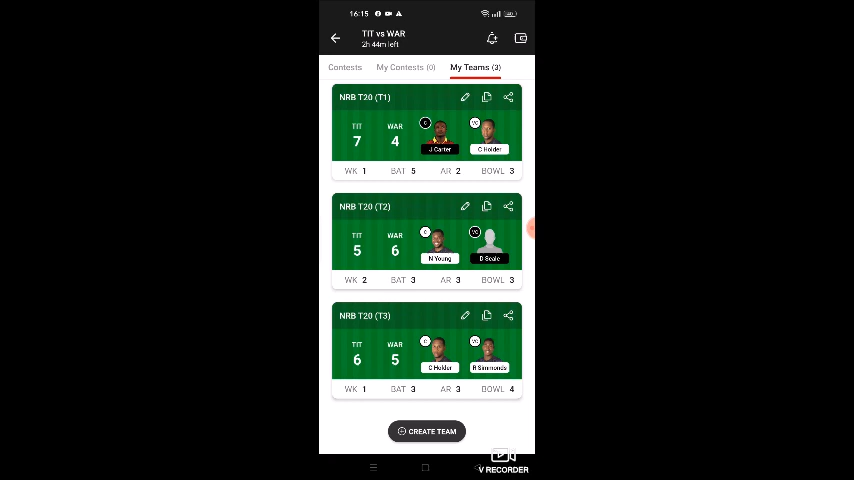 16:15
TIT vs WAR
2h 44m left
Contests My Contests (0) My Teams (3)
NRB T20 (T1)
TIT WAR
7 4
C VC
J Carter C Holder
WK 1 BAT 5 AR 2 BOWL 3
NRB T20 (T2)
TIT WAR
5 6
C VC
N Young D Seale
WK 2 BAT 3 AR 3 BOWL 3
NRB T20 (T3)
TIT WAR
6 5
C VC
C Holder R Simmonds
WK 1 BAT 3 AR 3 BOWL 4
CREATE TEAM
V RECORDER